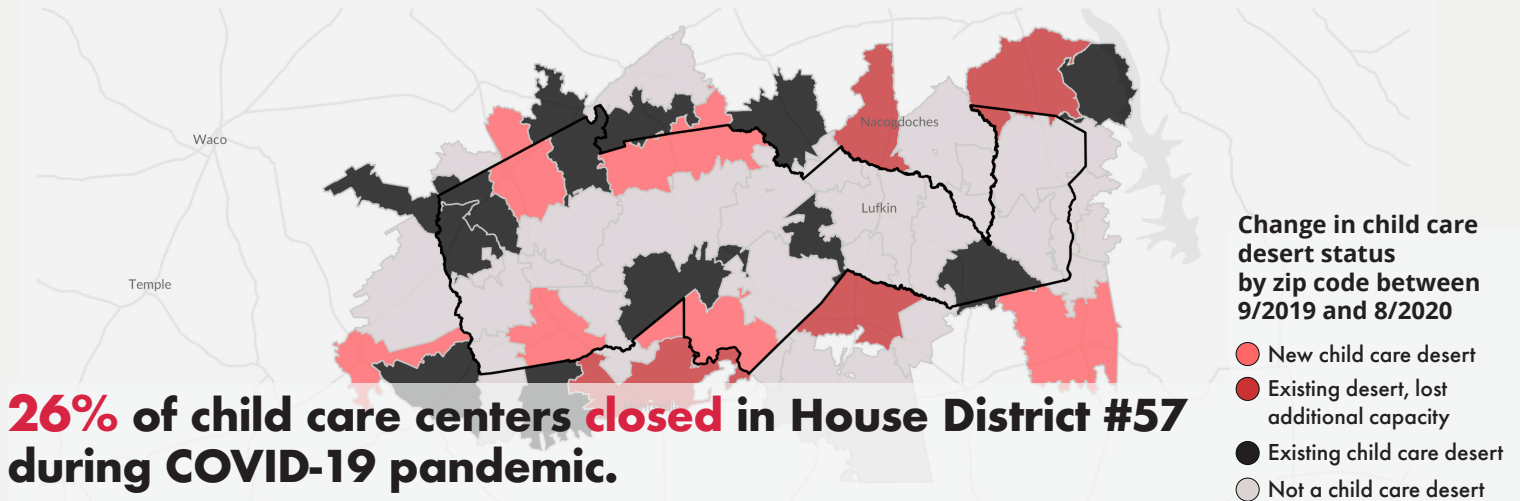 Waco
Nacogdoches
Lufkin
Temple
Change in child care
desert status
by zip code between
9/2019 and 8/2020
New child care desert
Existing desert, lost
additional capacity
Existing child care desert
Not a child care desert
26% of child care centers closed in House District #57
during COVID-19 pandemic.